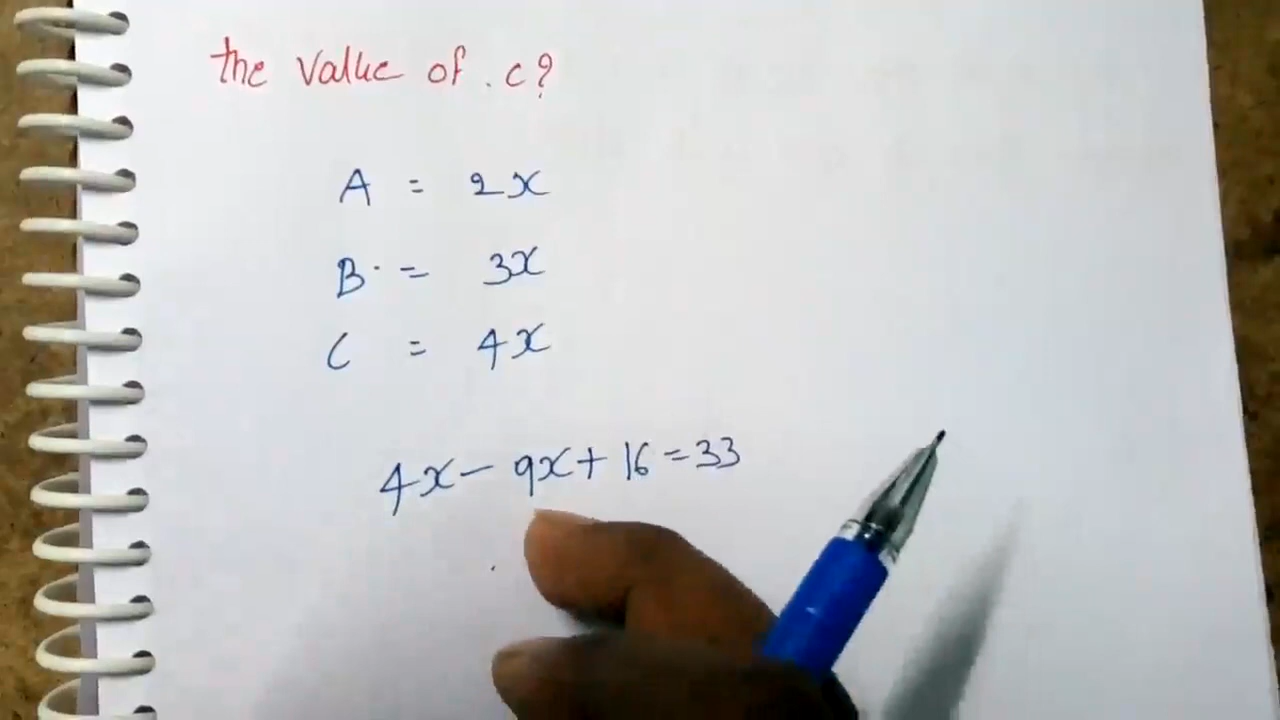 the value of . c?
A = 2x
B = 3x
C = 4x
4x - 9x + 16 = 33